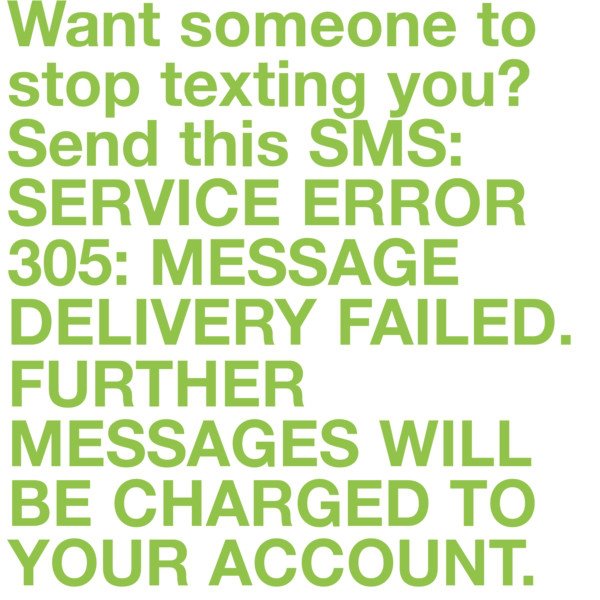 Want someone to
stop texting you?
Send this SMS:
SERVICE ERROR
305: MESSAGE
DELIVERY FAILED.
FURTHER
MESSAGES WILL
BE CHARGED TO
YOUR ACCOUNT.